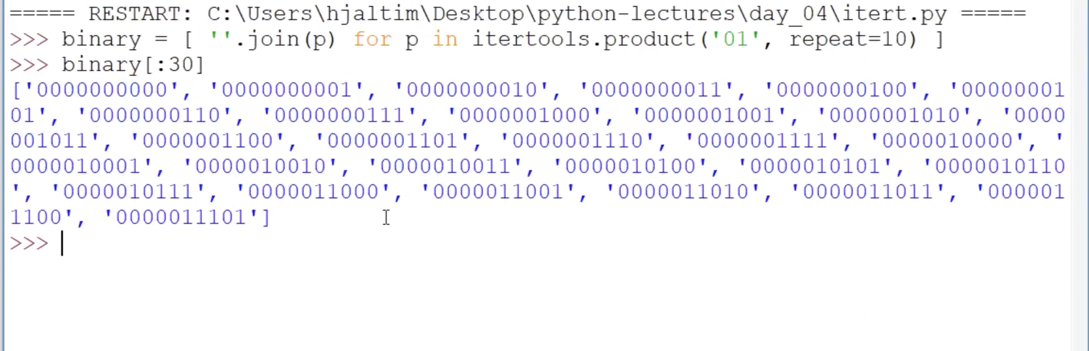 ===== RESTART: C:\Users\hjaltim\Desktop\python-lectures\day_04\itert.py =====
>>> binary = [ ''.join(p) for p in itertools.product('01', repeat=10) ]
>>> binary[:30]
['0000000000', '0000000001', '0000000010', '0000000011', '0000000100', '00000001
01', '0000000110', '0000000111', '0000001000', '0000001001', '0000001010', '0000
001011', '0000001100', '0000001101', '0000001110', '0000001111', '0000010000', '
0000010001', '0000010010', '0000010011', '0000010100', '0000010101', '0000010110
', '0000010111', '0000011000', '0000011001', '0000011010', '0000011011', '000001
1100', '0000011101']
>>>